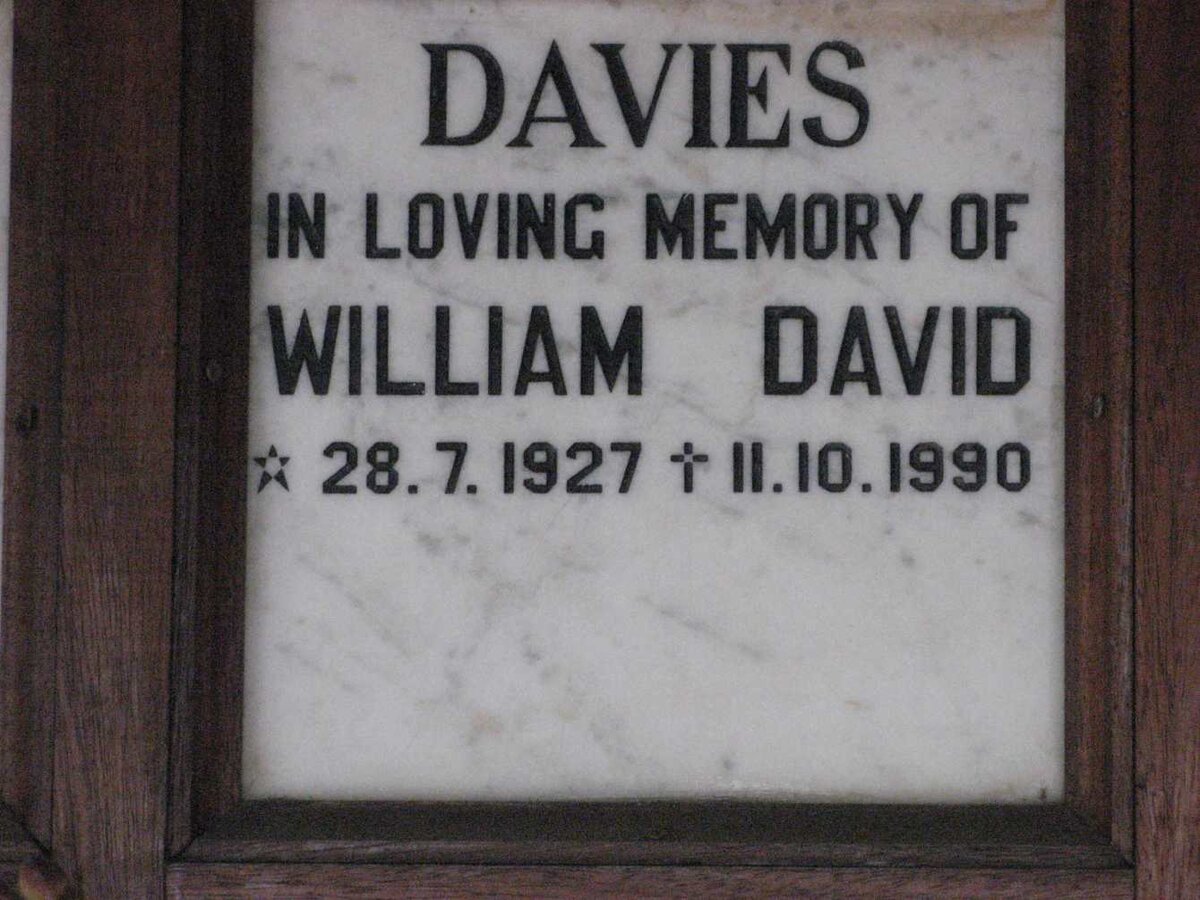 DAVIES
IN LOVING MEMORY OF
WILLIAM DAVID
☆ 28.7.1927 ✝ 11.10.1990